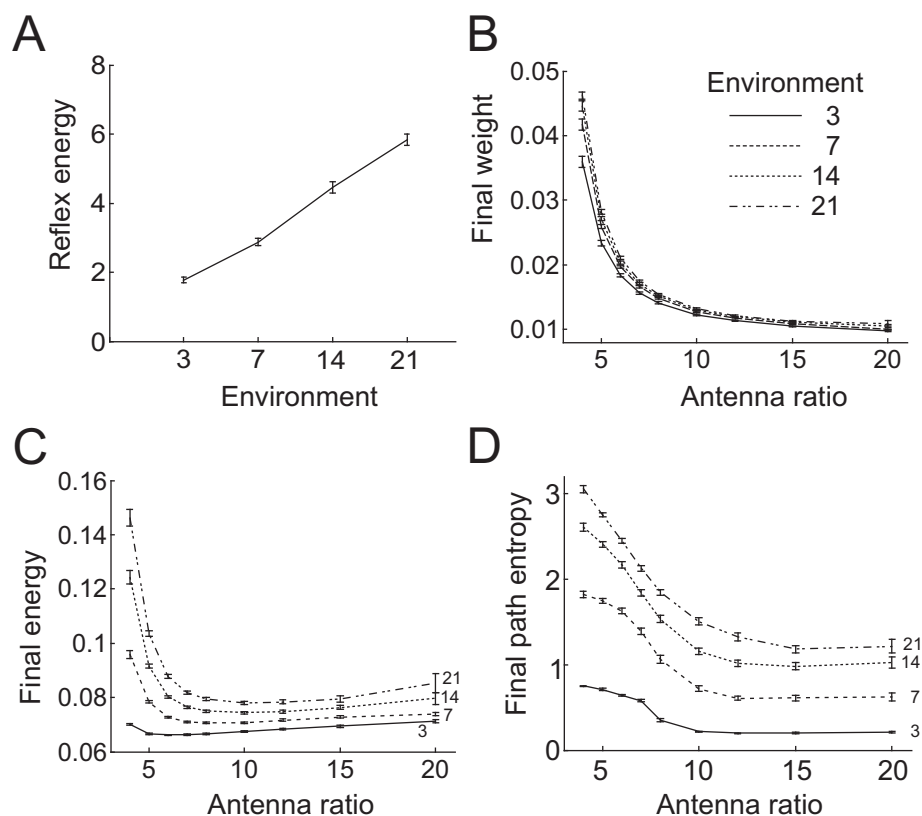 A
Reflex energy
8
6
4
2
0
3 7 14 21
Environment
B
Final weight
0.05
0.04
0.03
0.02
0.01
Environment
3
7
14
21
5 10 15 20
Antenna ratio
C
Final energy
0.16
0.14
0.12
0.1
0.08
0.06
21
14
7
3
5 10 15 20
Antenna ratio
D
Final path entropy
3
2
1
0
21
14
7
3
5 10 15 20
Antenna ratio